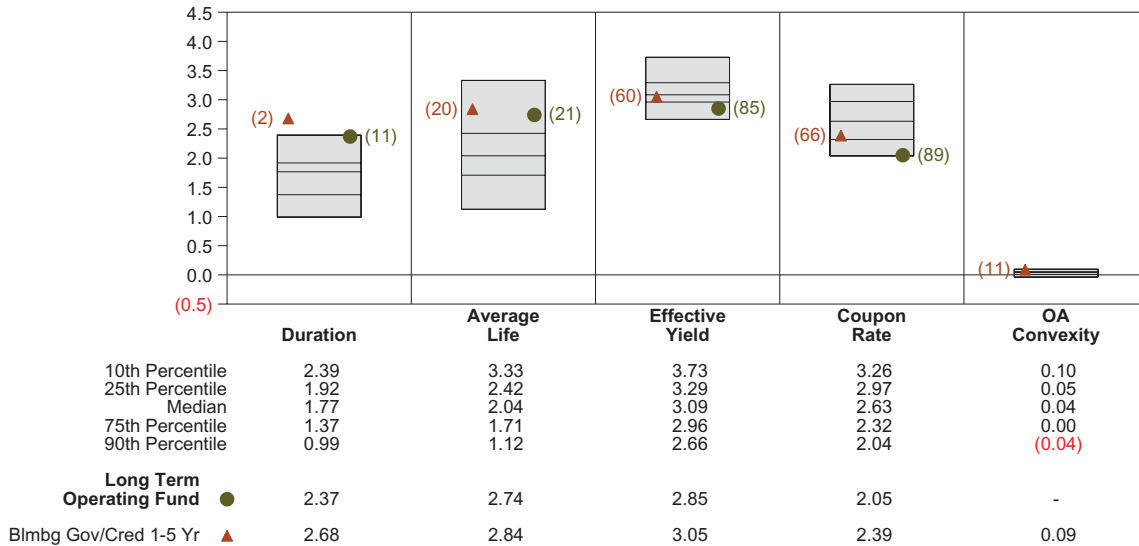 4.5
4.0
3.5
3.0
2.5
2.0
1.5
1.0
0.5
0.0
(0.5)
(2)
(11)
(20)
(21)
(60)
(85)
(66)
(89)
(11)
Duration Average Life Effective Yield Coupon Rate OA Convexity
10th Percentile 2.39 3.33 3.73 3.26 0.10
25th Percentile 1.92 2.42 3.29 2.97 0.05
Median 1.77 2.04 3.09 2.63 0.04
75th Percentile 1.37 1.71 2.96 2.32 0.00
90th Percentile 0.99 1.12 2.66 2.04 (0.04)
Long Term
Operating Fund 2.37 2.74 2.85 2.05 -
Blmbg Gov/Cred 1-5 Yr 2.68 2.84 3.05 2.39 0.09